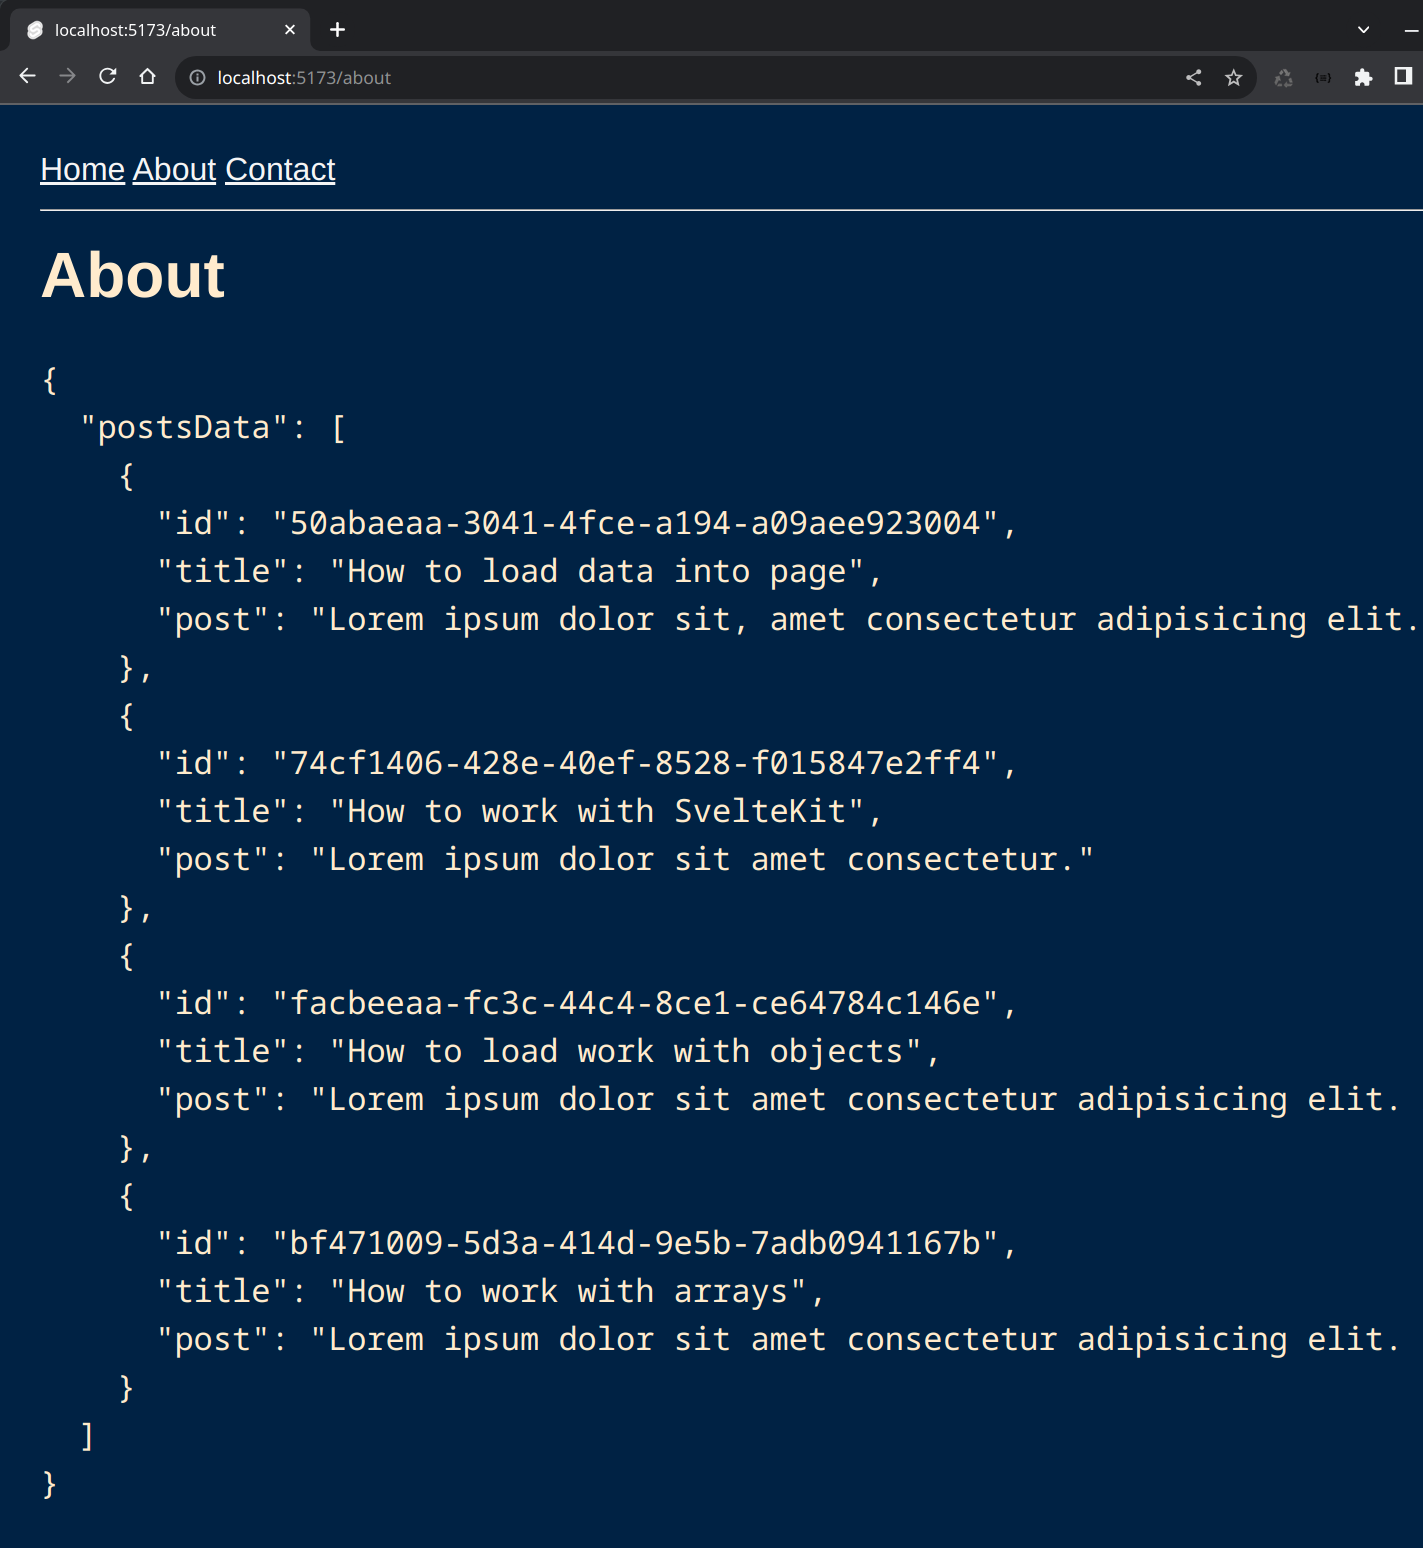 localhost:5173/about
localhost:5173/about
Home About Contact
About
{
  "postsData": [
    {
      "id": "50abaeaa-3041-4fce-a194-a09aee923004",
      "title": "How to load data into page",
      "post": "Lorem ipsum dolor sit, amet consectetur adipisicing elit.
    },
    {
      "id": "74cf1406-428e-40ef-8528-f015847e2ff4",
      "title": "How to work with SvelteKit",
      "post": "Lorem ipsum dolor sit amet consectetur."
    },
    {
      "id": "facbeeaa-fc3c-44c4-8ce1-ce64784c146e",
      "title": "How to load work with objects",
      "post": "Lorem ipsum dolor sit amet consectetur adipisicing elit.
    },
    {
      "id": "bf471009-5d3a-414d-9e5b-7adb0941167b",
      "title": "How to work with arrays",
      "post": "Lorem ipsum dolor sit amet consectetur adipisicing elit.
    }
  ]
}